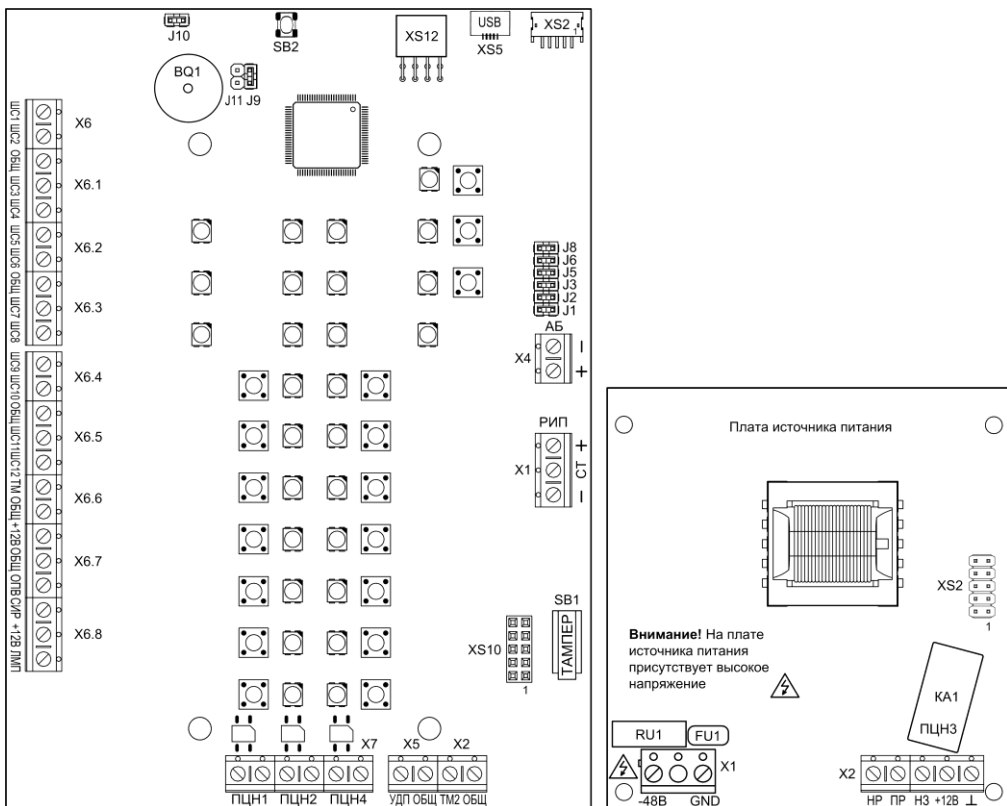 J10
SB2
XS12
USB
XS5
XS2
1
BQ1
J11 J9
ШС1 ШС2 ОБЩ ШС3 ШС4 ШС5 ШС6 ОБЩ ШС7 ШС8
X6
X6.1
X6.2
X6.3
J8
J6
J5
J3
J2
J1
АБ
X4
–
+
ШС9 ШС10 ОБЩ ШС11 ШС12 ТМ ОБЩ +12В ОБЩ ОПВ СИР +12В ЛМП
X6.4
X6.5
X6.6
X6.7
X6.8
РИП
X1
+
СТ
–
SB1
ТАМПЕР
XS10
1
X7
X5
X2
ПЦН1
ПЦН2
ПЦН4
УДП ОБЩ ТМ2 ОБЩ
Плата источника питания
XS2
1
Внимание! На плате
источника питания
присутствует высокое
напряжение
КА1
ПЦН3
RU1
FU1
X1
X2
-48В
GND
НР ПР НЗ +12В ⊥